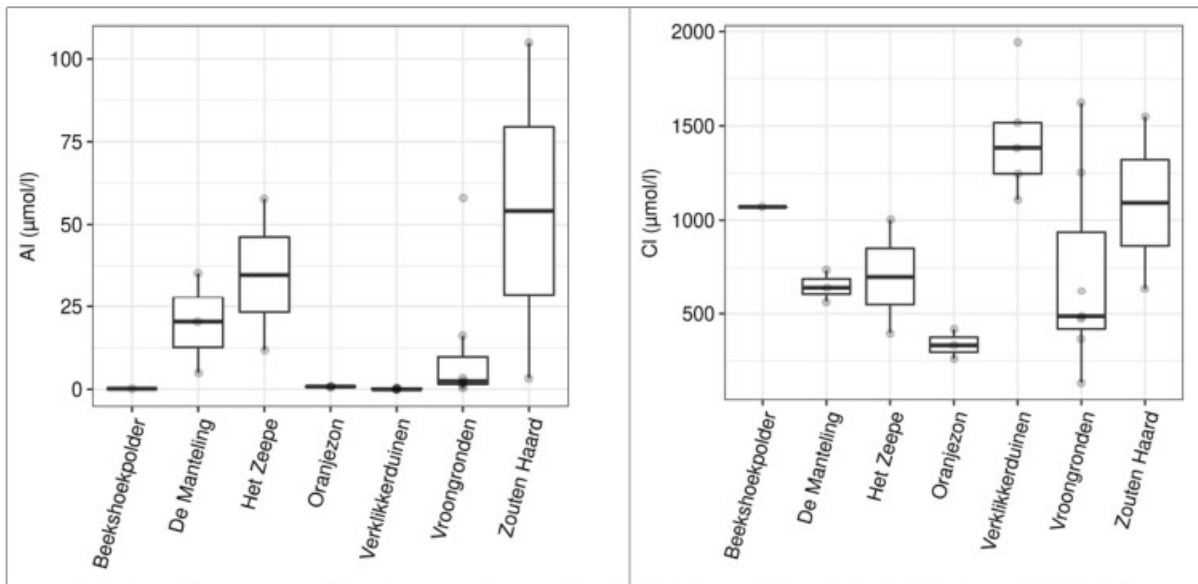 100
75
50
25
0
Al (µmol/l)
Beekshoekpolder
De Manteling
Het Zeepe
Oranjezon
Verklikkerduinen
Vroongronden
Zouten Haard
2000
1500
1000
500
Cl (µmol/l)
Beekshoekpolder
De Manteling
Het Zeepe
Oranjezon
Verklikkerduinen
Vroongronden
Zouten Haard